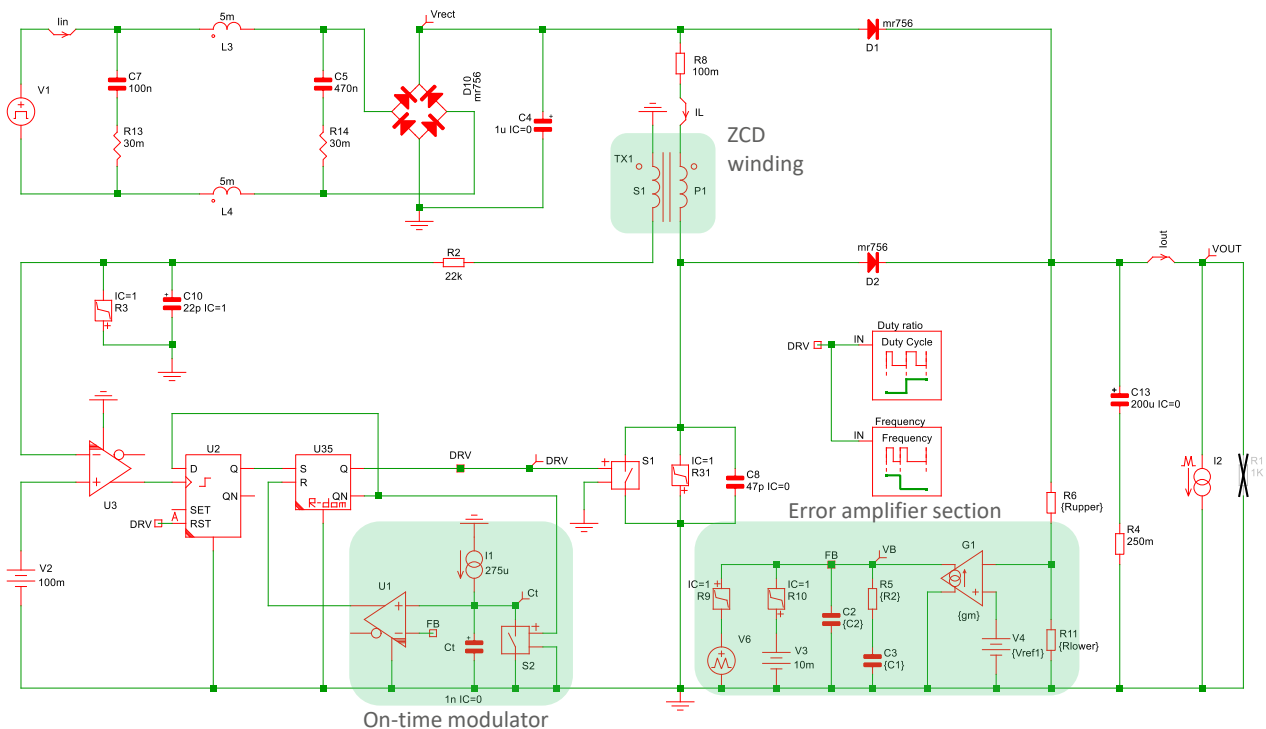 5m
L3
Iin
Vrect
mr756
D1
V1
C7
100n
C5
470n
D10
mr756
R8
100m
C4
1u IC=0
IL
R13
30m
R14
30m
ZCD
winding
TX1
S1
P1
5m
L4
R2
22k
mr756
D2
Iout
VOUT
IC=1
R3
C10
22p IC=1
Duty ratio
DRV
IN
Duty Cycle
Frequency
IN
Frequency
C13
200u IC=0
U3
U2
D
Q
QN
SET
RST
A
DRV
U35
S
Q
R
QN
R-dom
DRV
DRV
S1
IC=1
R31
C8
47p IC=0
I2
R1
1K
R6
{Rupper}
R4
250m
V2
100m
Error amplifier section
I1
275u
U1
FB
Ct
Ct
S2
1n IC=0
On-time modulator
IC=1
R9
IC=1
R10
FB
VB
C2
{C2}
R5
{R2}
G1
{gm}
V6
V3
10m
C3
{C1}
V4
{Vref1}
R11
{Rlower}